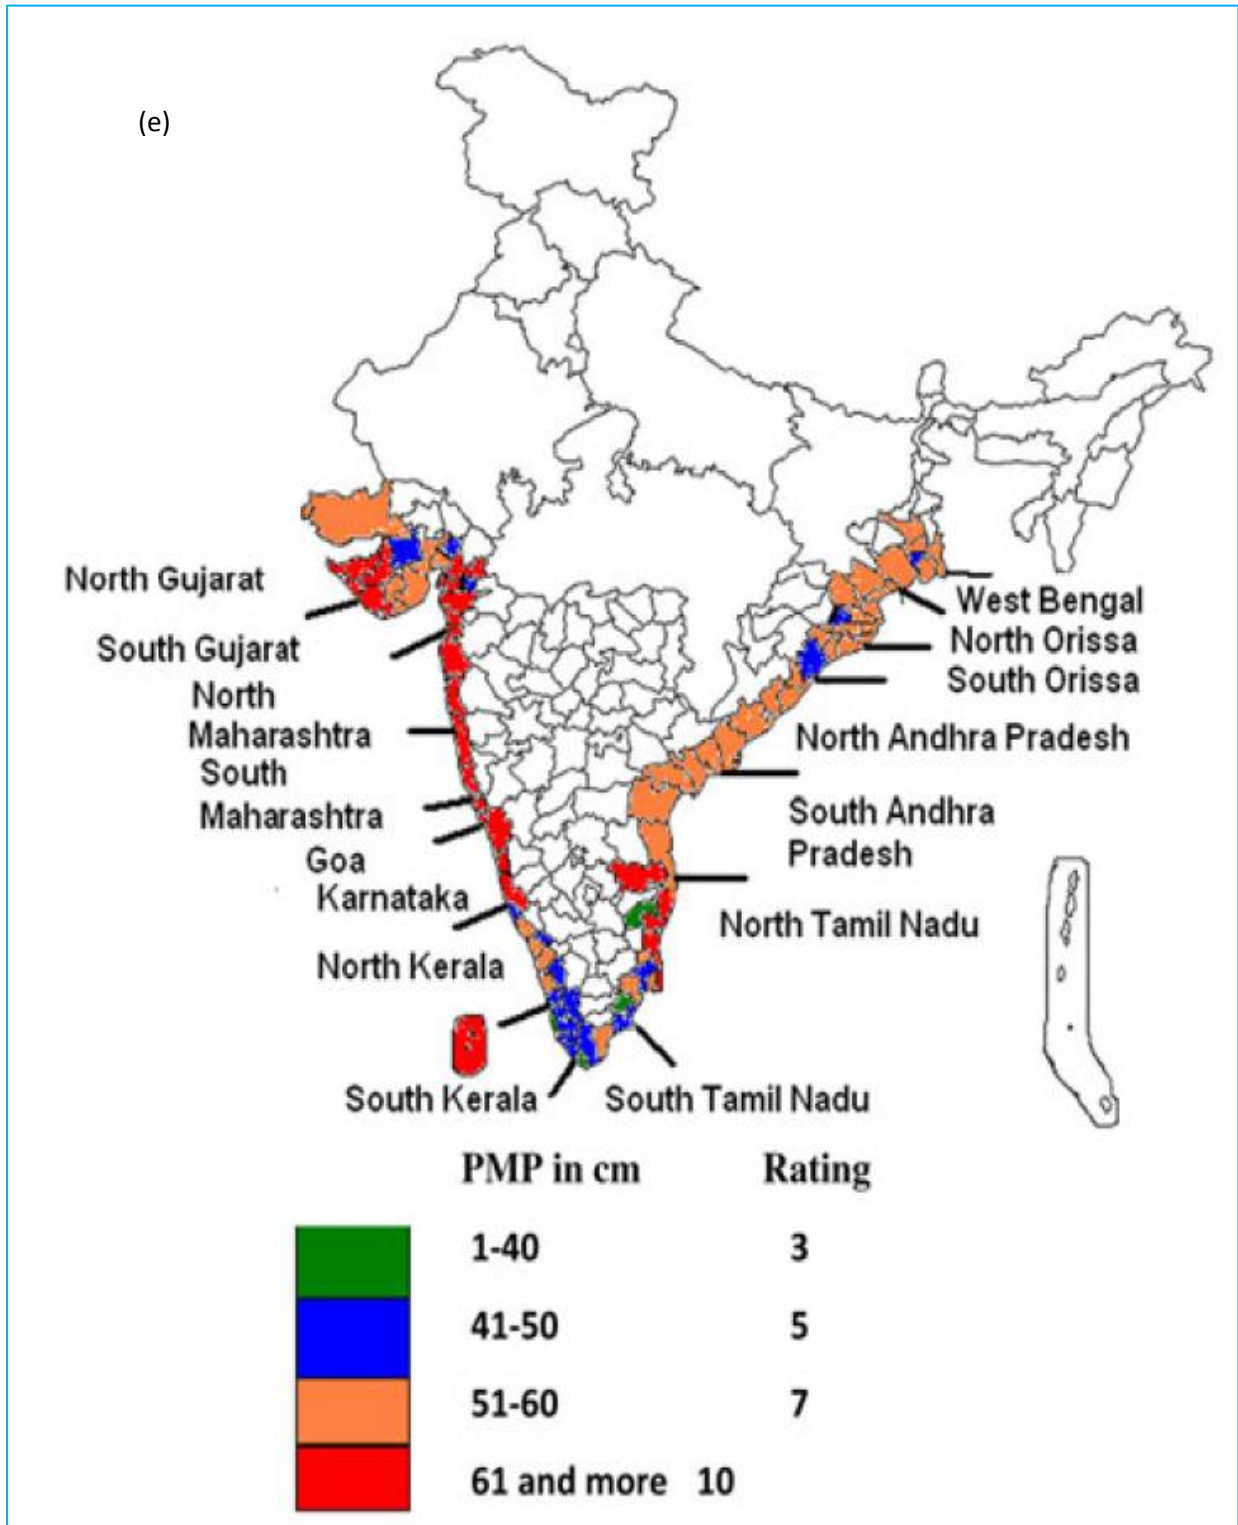 (e)
North Gujarat
South Gujarat
North
Maharashtra
South
Maharashtra
Goa
Karnataka
North Kerala
South Kerala
South Tamil Nadu
West Bengal
North Orissa
South Orissa
North Andhra Pradesh
South Andhra
Pradesh
North Tamil Nadu
PMP in cm Rating
1-40 3
41-50 5
51-60 7
61 and more 10